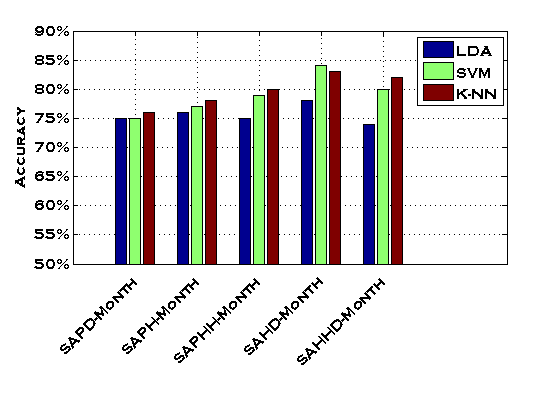 90%
85%
80%
75%
70%
65%
60%
55%
50%
Accuracy
LDA
SVM
K-NN
SAPD-Month
SAPH-Month
SAPHH-Month
SAHD-Month
SAHHD-Month